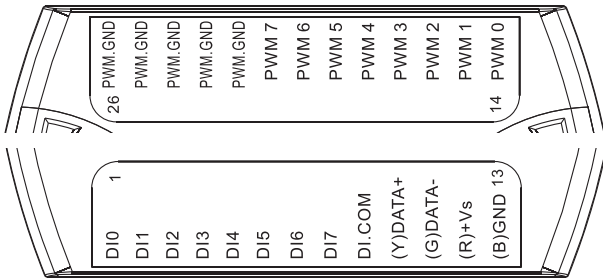 PWM.GND
PWM.GND
PWM.GND
PWM.GND
PWM.GND
PWM 7
PWM 6
PWM 5
PWM 4
PWM 3
PWM 2
PWM 1
PWM 0
26
14
1
13
DI0
DI1
DI2
DI3
DI4
DI5
DI6
DI7
DI.COM
(Y)DATA+
(G)DATA-
(R)+Vs
(B)GND